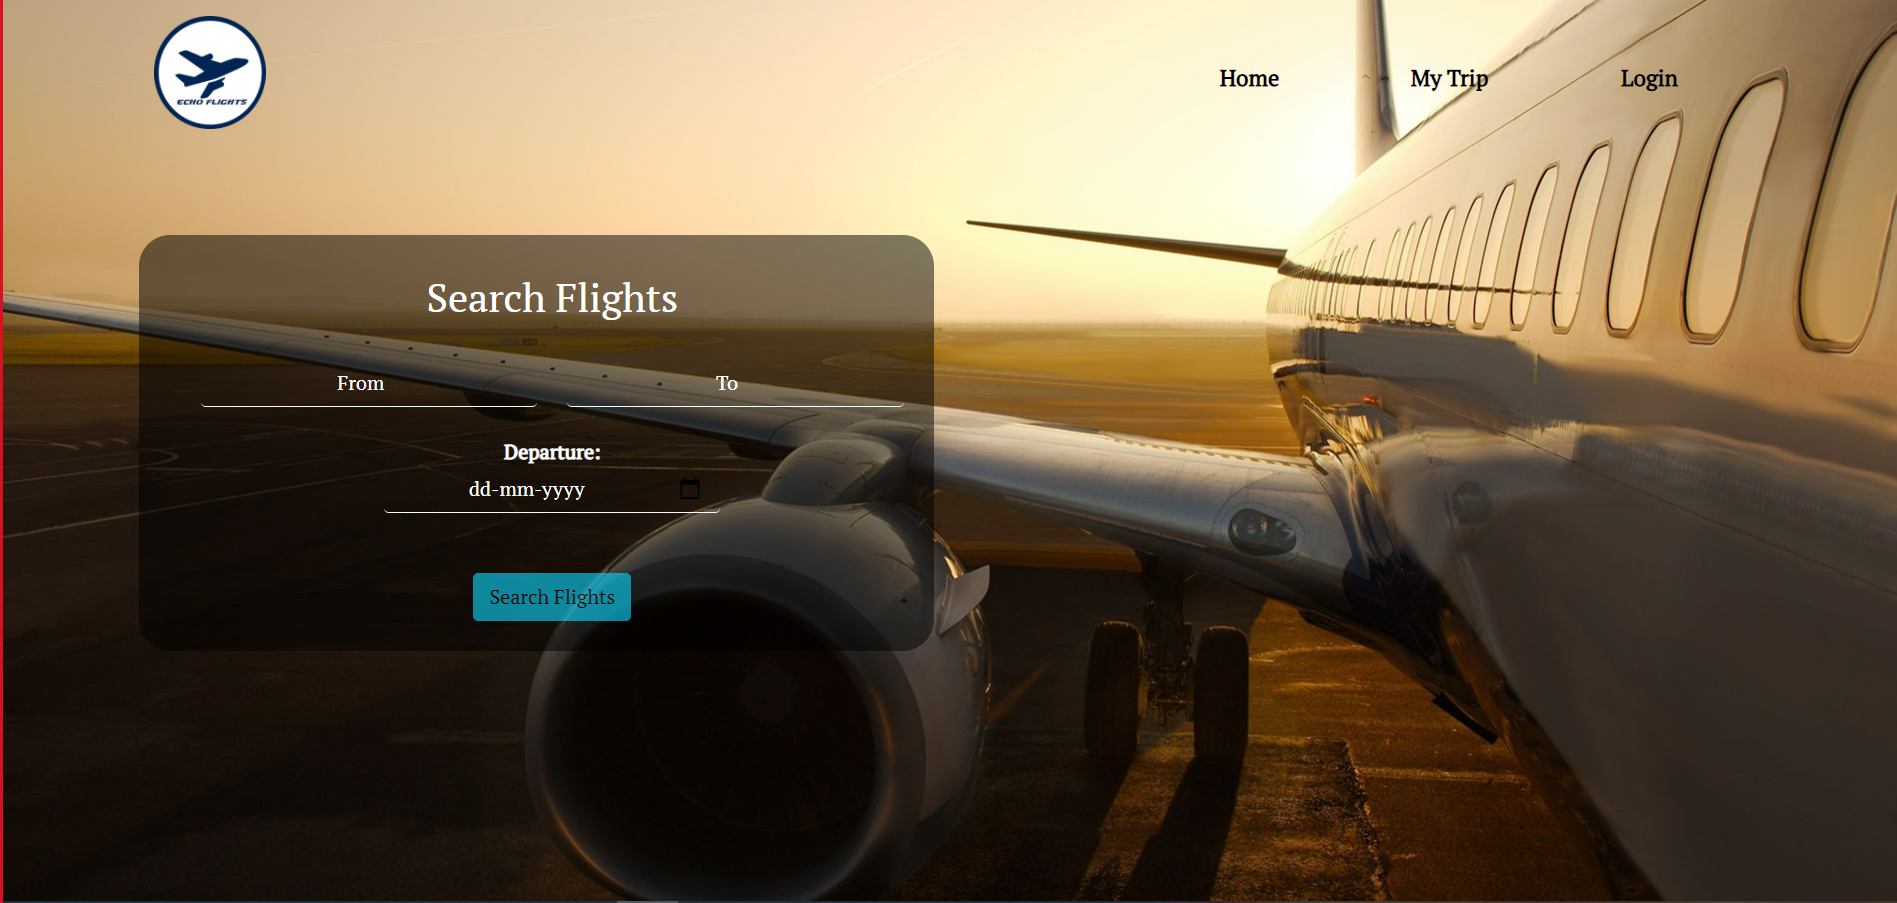 ECHO FLIGHTS
Home
My Trip
Login
Search Flights
From
To
Departure:
dd-mm-yyyy
Search Flights